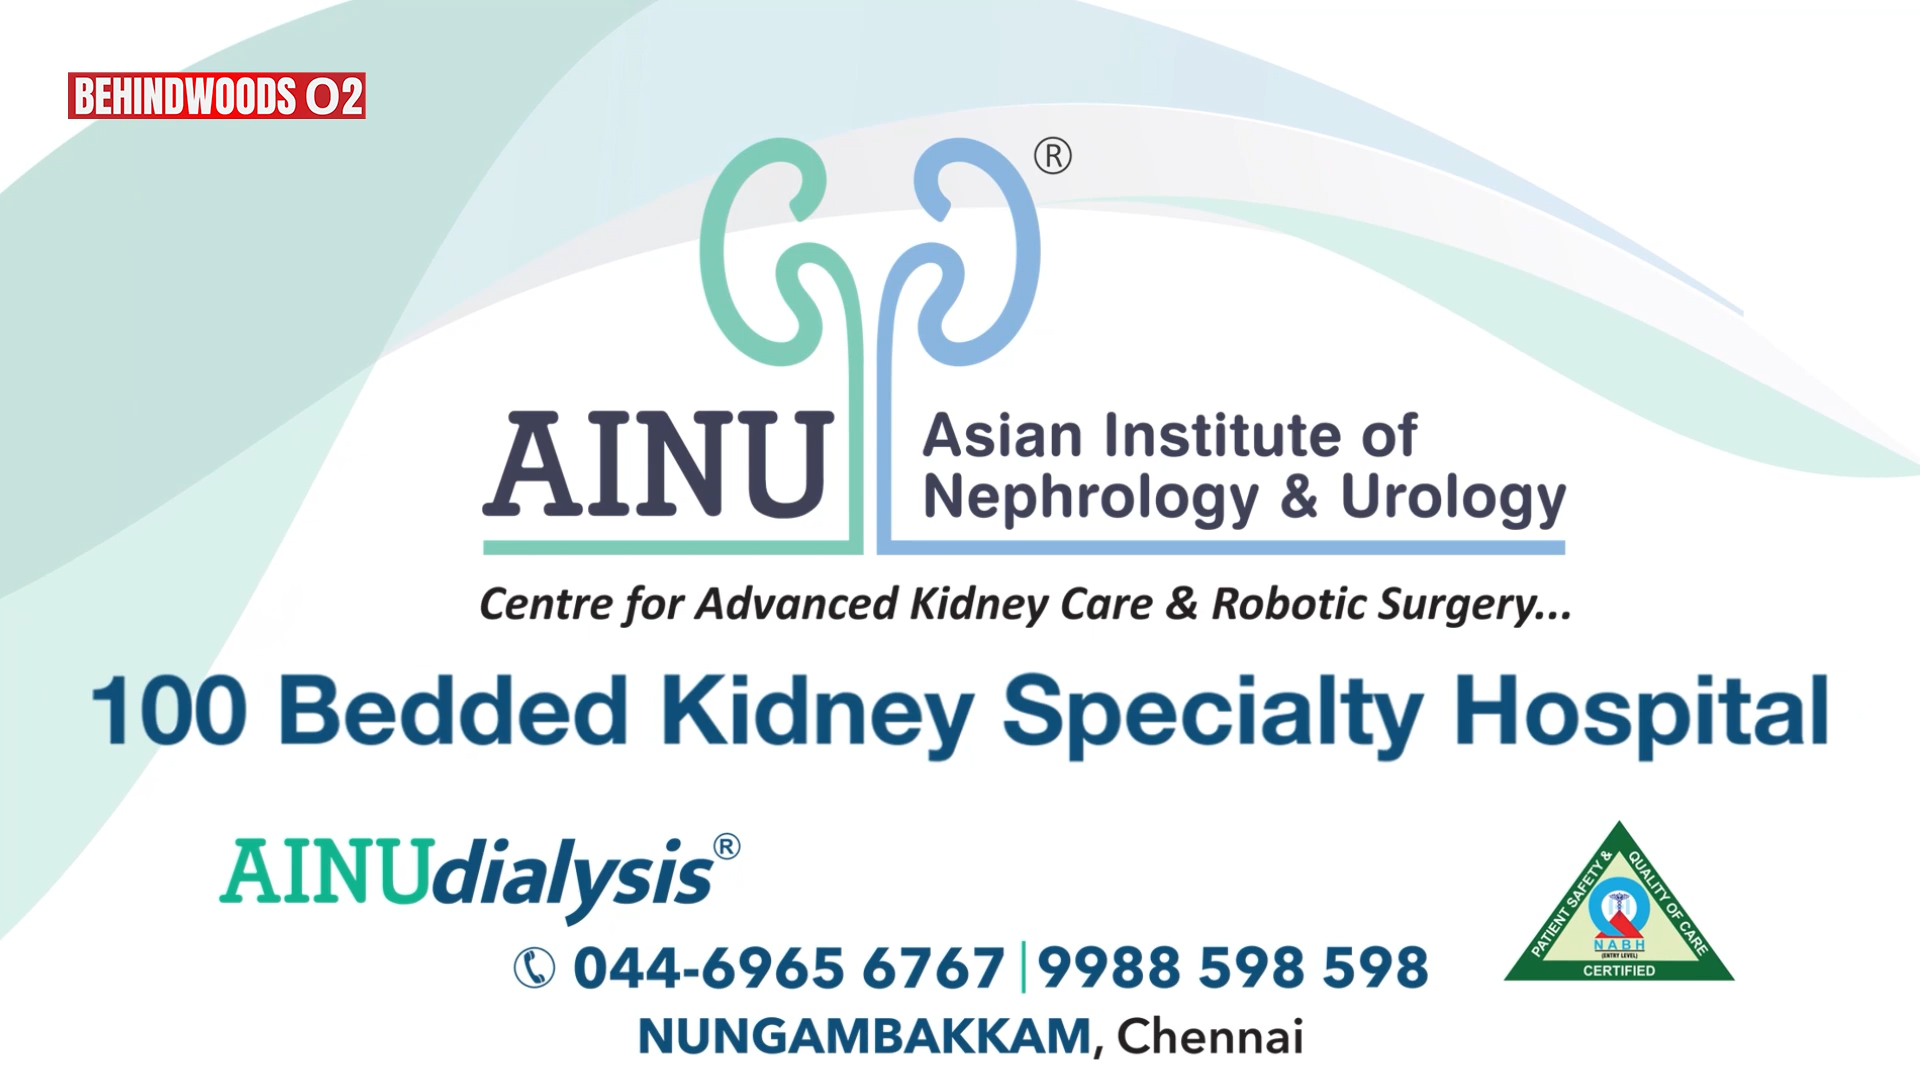 BEHINDWOODS O2
®
AINU
Asian Institute of
Nephrology & Urology
Centre for Advanced Kidney Care & Robotic Surgery...
100 Bedded Kidney Specialty Hospital
AINUdialysis®
PATIENT SAFETY & QUALITY OF CARE
NABH
(ENTRY LEVEL)
CERTIFIED
044-6965 6767 | 9988 598 598
NUNGAMBAKKAM, Chennai